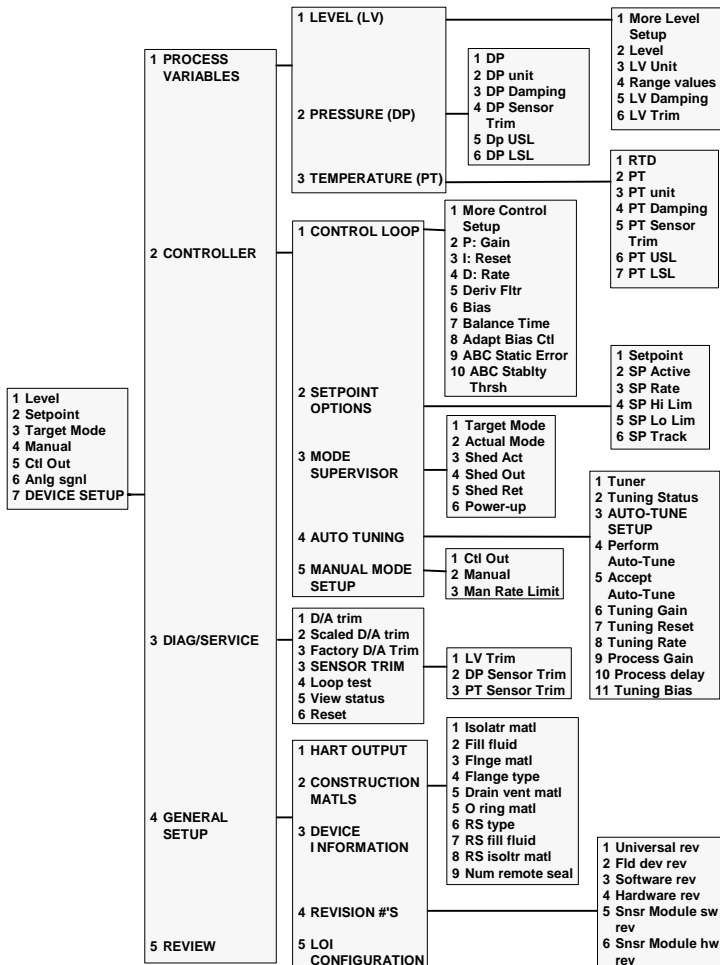 1 Level
2 Setpoint
3 Target Mode
4 Manual
5 Ctl Out
6 Anlg sgnl
7 DEVICE SETUP
1 PROCESS
VARIABLES
2 CONTROLLER
3 DIAG/SERVICE
4 GENERAL
SETUP
5 REVIEW
1 LEVEL (LV)
2 PRESSURE (DP)
3 TEMPERATURE (PT)
1 More Level
Setup
2 Level
3 LV Unit
4 Range values
5 LV Damping
6 LV Trim
1 DP
2 DP unit
3 DP Damping
4 DP Sensor
Trim
5 Dp USL
6 DP LSL
1 RTD
2 PT
3 PT unit
4 PT Damping
5 PT Sensor
Trim
6 PT USL
7 PT LSL
1 CONTROL LOOP
2 SETPOINT
OPTIONS
3 MODE
SUPERVISOR
4 AUTO TUNING
5 MANUAL MODE
SETUP
1 More Control
Setup
2 P: Gain
3 I: Reset
4 D: Rate
5 Deriv Fltr
6 Bias
7 Balance Time
8 Adapt Bias Ctl
9 ABC Static Error
10 ABC Stablty
Thrsh
1 Setpoint
2 SP Active
3 SP Rate
4 SP Hi Lim
5 SP Lo Lim
6 SP Track
1 Target Mode
2 Actual Mode
3 Shed Act
4 Shed Out
5 Shed Ret
6 Power-up
1 Tuner
2 Tuning Status
3 AUTO-TUNE
SETUP
4 Perform
Auto-Tune
5 Accept
Auto-Tune
6 Tuning Gain
7 Tuning Reset
8 Tuning Rate
9 Process Gain
10 Process delay
11 Tuning Bias
1 Ctl Out
2 Manual
3 Man Rate Limit
1 D/A trim
2 Scaled D/A trim
3 Factory D/A Trim
3 SENSOR TRIM
4 Loop test
5 View status
6 Reset
1 LV Trim
2 DP Sensor Trim
3 PT Sensor Trim
1 HART OUTPUT
2 CONSTRUCTION
MATLS
3 DEVICE
INFORMATION
4 REVISION #'S
5 LOI
CONFIGURATION
1 Isolatr matl
2 Fill fluid
3 Flnge matl
4 Flange type
5 Drain vent matl
5 O ring matl
6 RS type
7 RS fill fluid
8 RS isoltr matl
9 Num remote seal
1 Universal rev
2 Fld dev rev
3 Software rev
4 Hardware rev
5 Snsr Module sw
rev
6 Snsr Module hw
rev